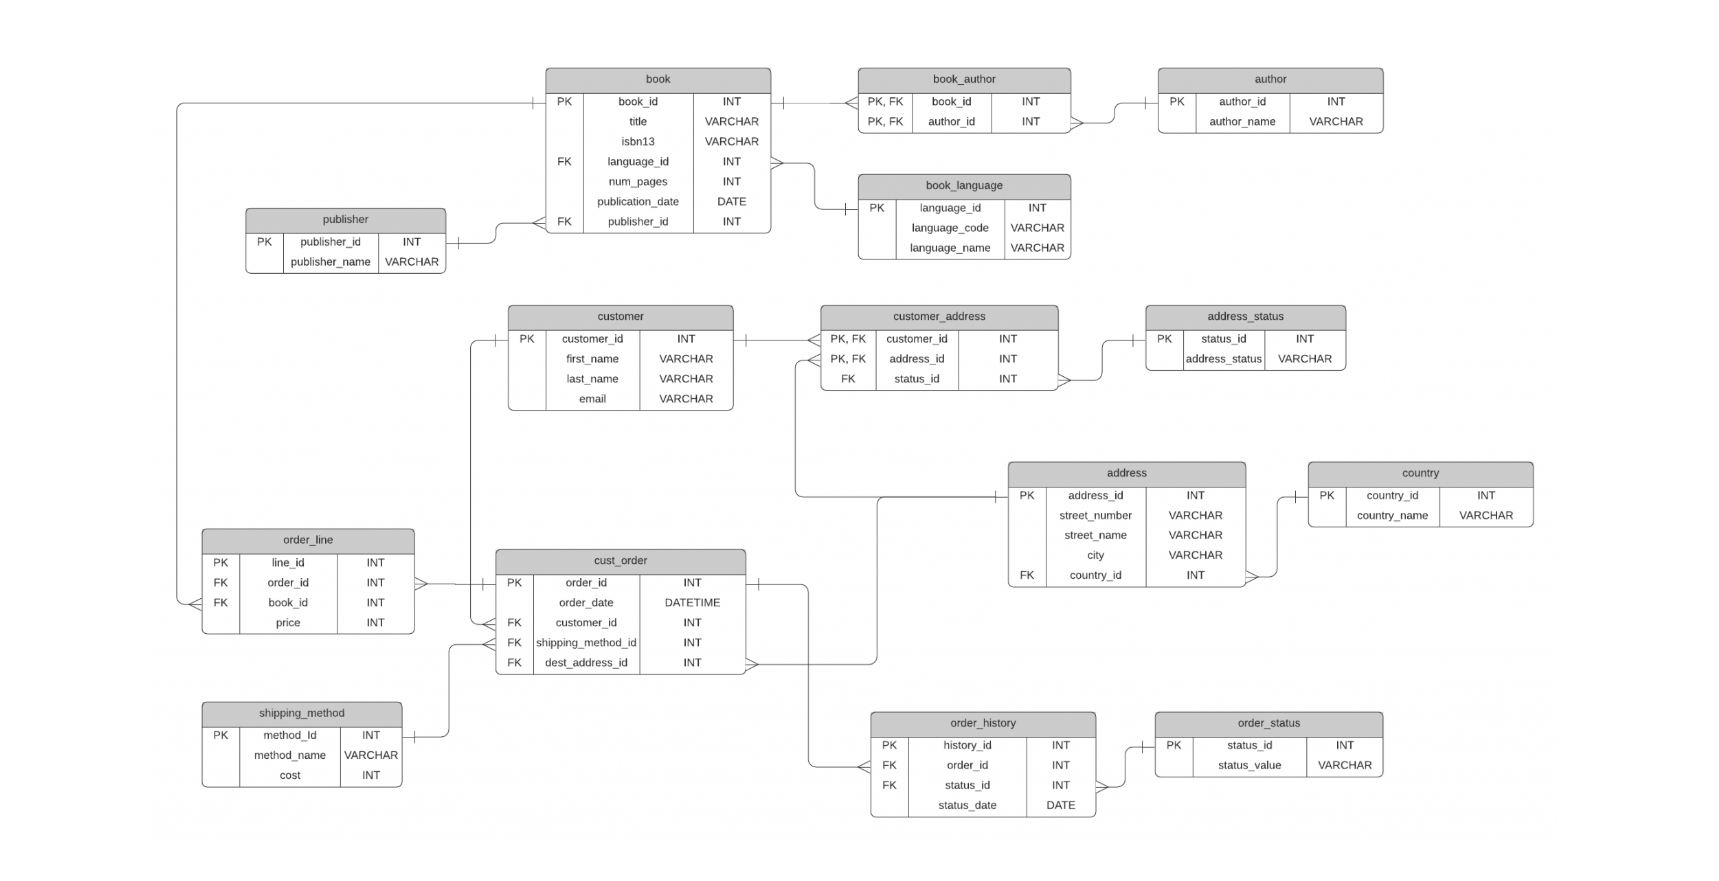 book
PK book_id INT
title VARCHAR
isbn13 VARCHAR
FK language_id INT
num_pages INT
publication_date DATE
FK publisher_id INT
book_author
PK, FK book_id INT
PK, FK author_id INT
author
PK author_id INT
author_name VARCHAR
book_language
PK language_id INT
language_code VARCHAR
language_name VARCHAR
publisher
PK publisher_id INT
publisher_name VARCHAR
customer
PK customer_id INT
first_name VARCHAR
last_name VARCHAR
email VARCHAR
customer_address
PK, FK customer_id INT
PK, FK address_id INT
FK status_id INT
address_status
PK status_id INT
address_status VARCHAR
address
PK address_id INT
street_number VARCHAR
street_name VARCHAR
city VARCHAR
FK country_id INT
country
PK country_id INT
country_name VARCHAR
order_line
PK line_id INT
FK order_id INT
FK book_id INT
price INT
cust_order
PK order_id INT
order_date DATETIME
FK customer_id INT
FK shipping_method_id INT
FK dest_address_id INT
shipping_method
PK method_Id INT
method_name VARCHAR
cost INT
order_history
PK history_id INT
FK order_id INT
FK status_id INT
status_date DATE
order_status
PK status_id INT
status_value VARCHAR